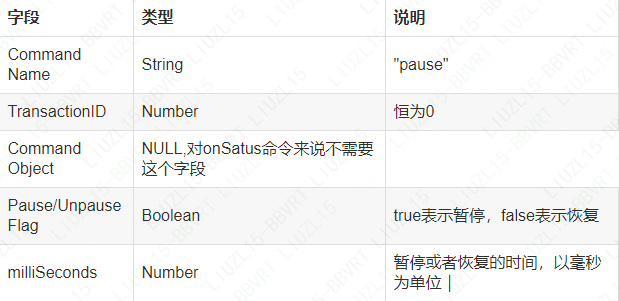 字段 类型 说明
Command
Name String "pause"
TransactionID Number 恒为0
Command
Object NULL,对onSatus命令来说不需要
这个字段
Pause/Unpause
Flag Boolean true表示暂停，false表示恢复
milliSeconds Number 暂停或者恢复的时间，以毫秒
为单位 |
LIUZL15-BBVRT